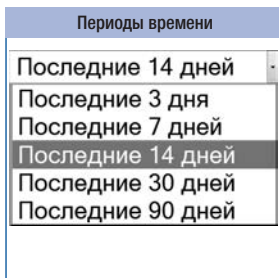 Периоды времени
Последние 14 дней
Последние 3 дня
Последние 7 дней
Последние 14 дней
Последние 30 дней
Последние 90 дней